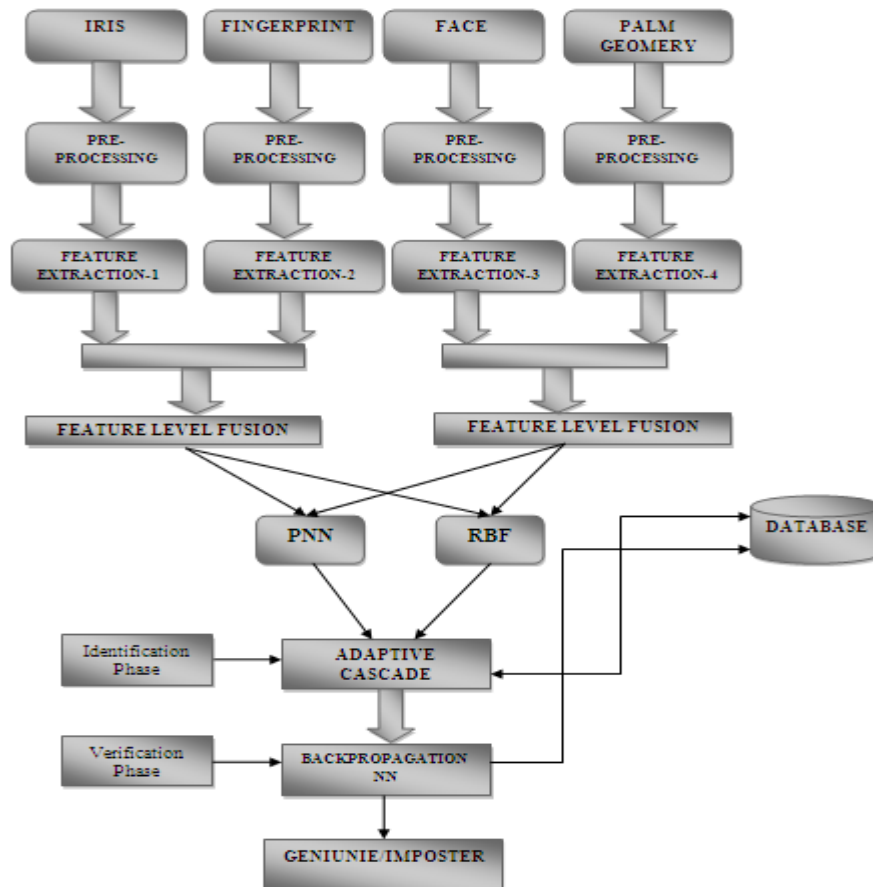 IRIS
FINGERPRINT
FACE
PALM
GEOMERY
PRE-
PROCESSING
PRE-
PROCESSING
PRE-
PROCESSING
PRE-
PROCESSING
FEATURE
EXTRACTION-1
FEATURE
EXTRACTION-2
FEATURE
EXTRACTION-3
FEATURE
EXTRACTION-4
FEATURE LEVEL FUSION
FEATURE LEVEL FUSION
PNN
RBF
DATABASE
Identification
Phase
ADAPTIVE
CASCADE
Verification
Phase
BACKPROPAGATION
NN
GENIUNIE/IMPOSTER